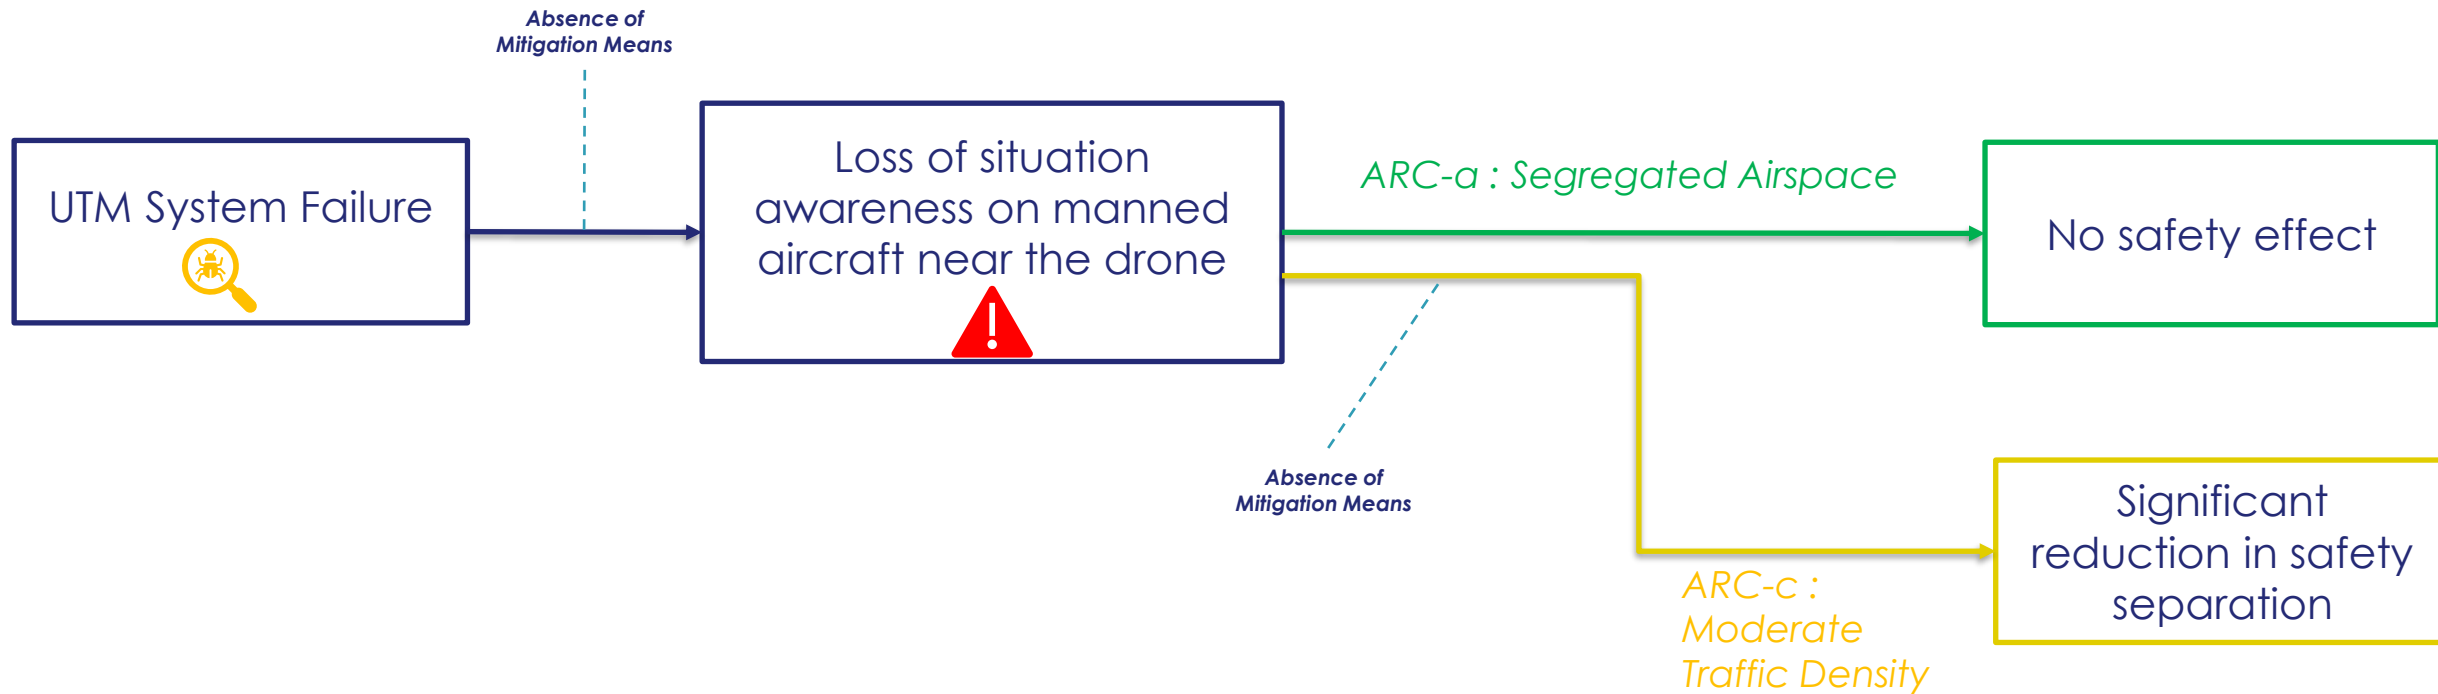 Absence of
Mitigation Means
UTM System Failure
Loss of situation
awareness on manned
aircraft near the drone
ARC-a : Segregated Airspace
No safety effect
Absence of
Mitigation Means
ARC-c :
Moderate
Traffic Density
Significant
reduction in safety
separation